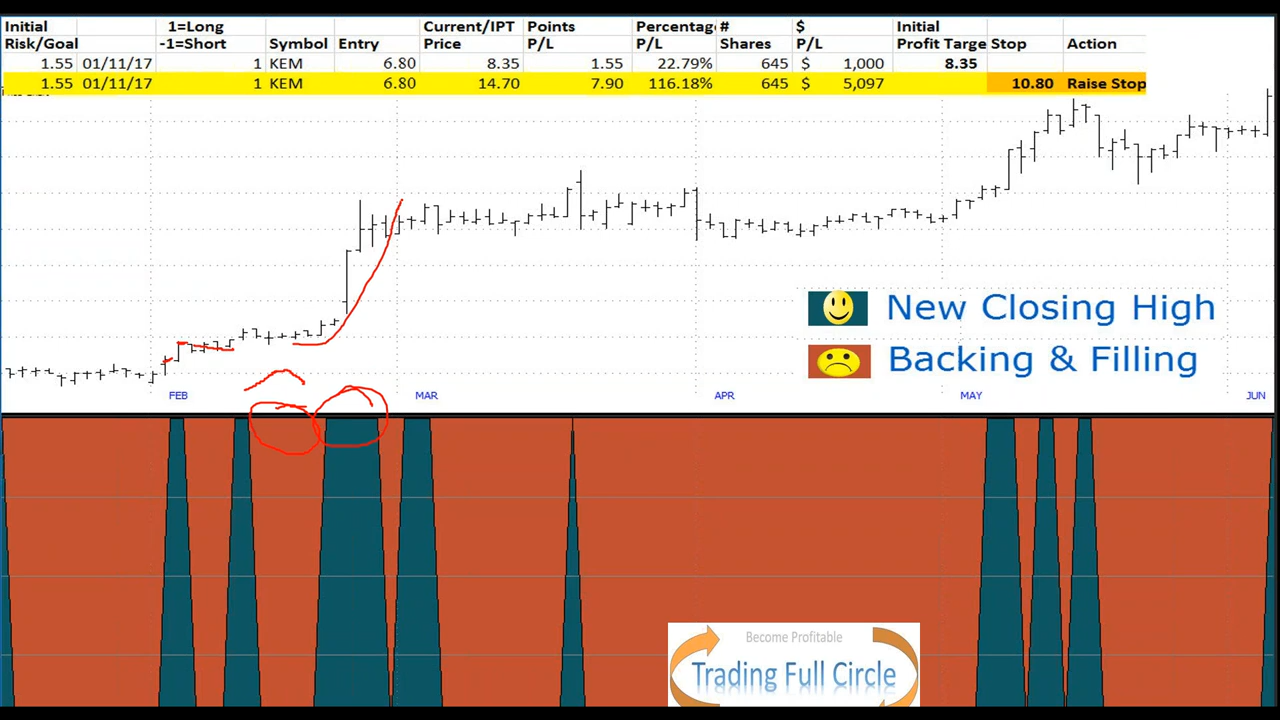 Initial 1=Long Current/IPT Points Percentag # $ Initial
Risk/Goal -1=Short Symbol Entry Price P/L P/L Shares P/L Profit Targe Stop Action
1.55 01/11/17 1 KEM 6.80 8.35 1.55 22.79% 645 $ 1,000 8.35
1.55 01/11/17 1 KEM 6.80 14.70 7.90 116.18% 645 $ 5,097 10.80 Raise Stop
New Closing High
Backing & Filling
FEB MAR APR MAY JUN
Become Profitable
Trading Full Circle